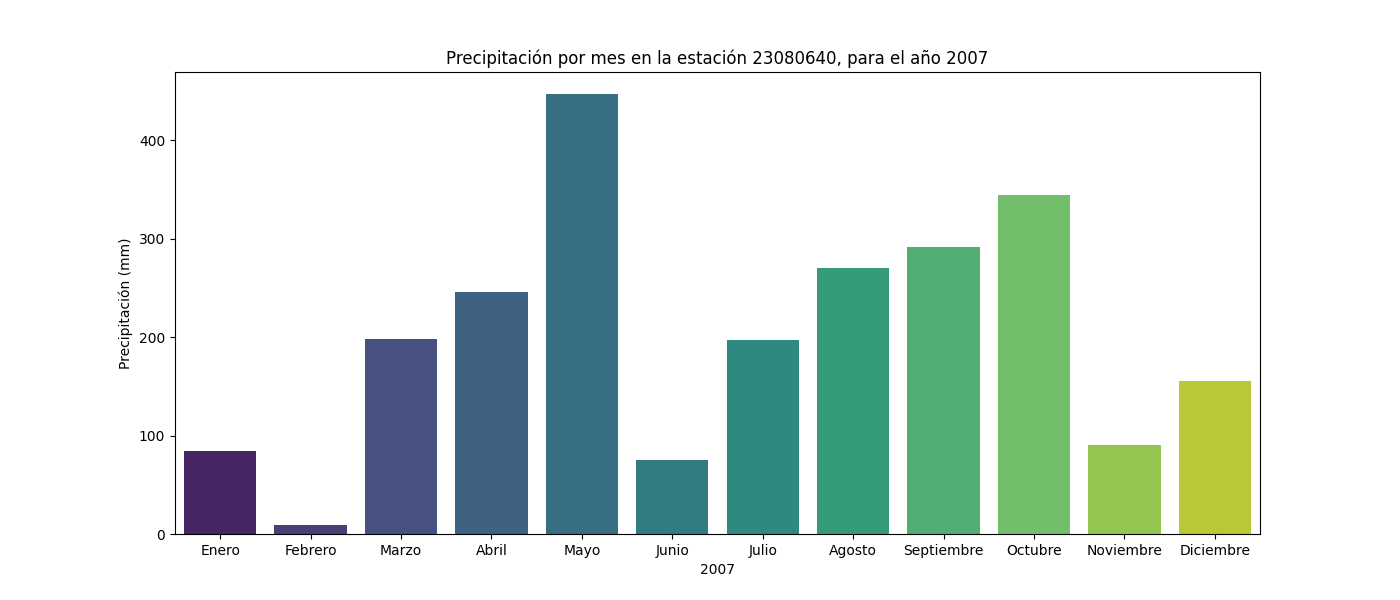 Precipitación por mes en la estación 23080640, para el año 2007
Precipitación (mm)
400
300
200
100
0
Enero Febrero Marzo Abril Mayo Junio Julio Agosto Septiembre Octubre Noviembre Diciembre
2007